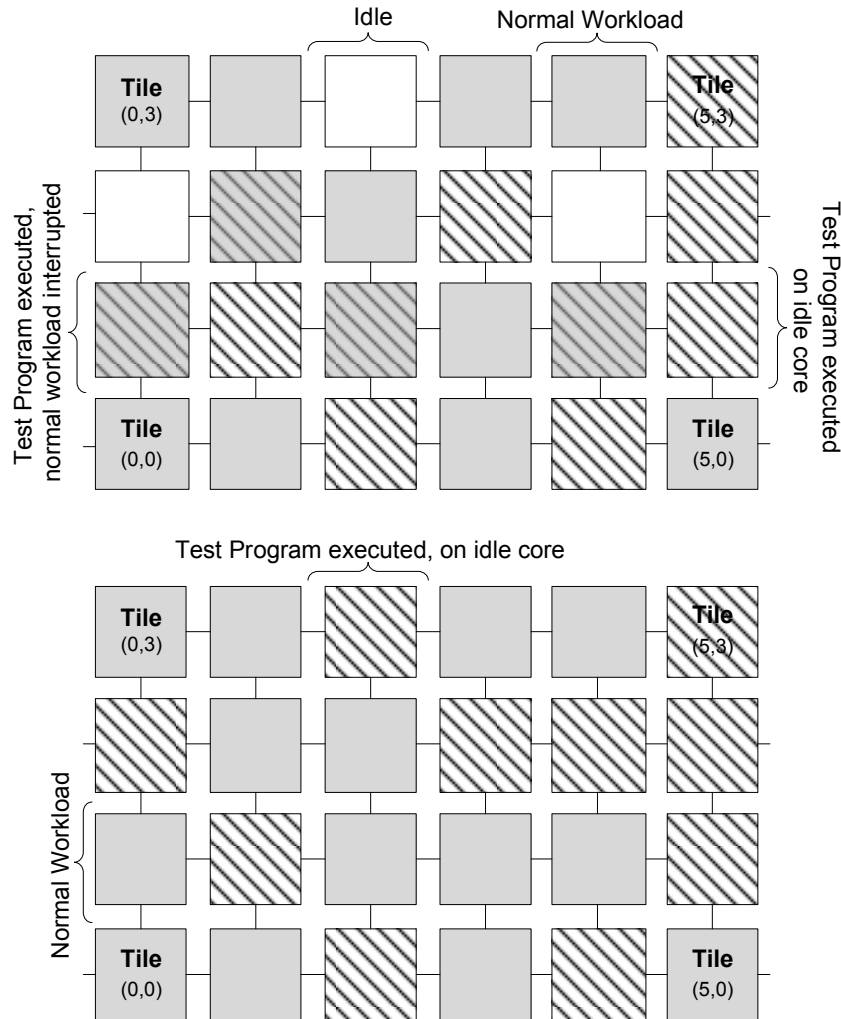 Idle
Normal Workload
Tile
(0,3)
Tile
(5,3)
Test Program executed,
normal workload interrupted
Test Program executed
on idle core
Tile
(0,0)
Tile
(5,0)
Test Program executed, on idle core
Tile
(0,3)
Tile
(5,3)
Normal Workload
Tile
(0,0)
Tile
(5,0)